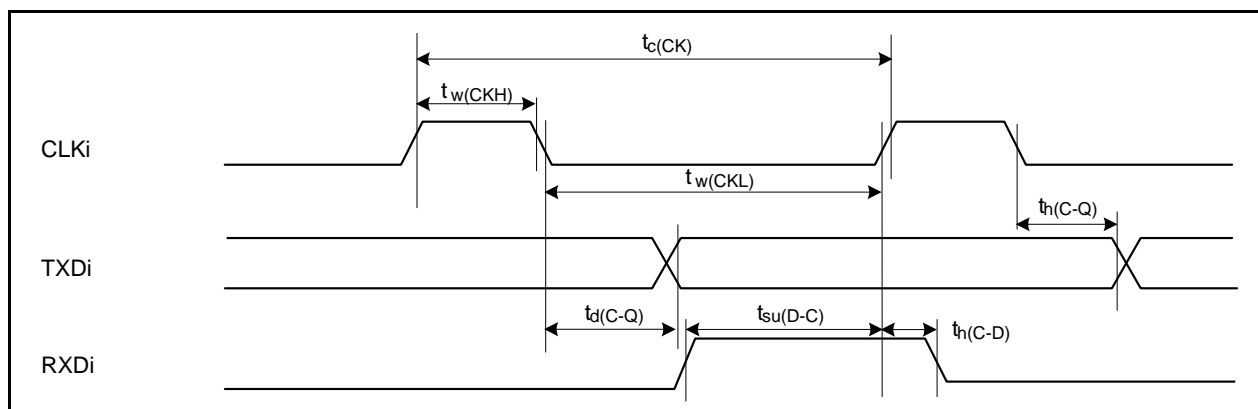 tc(CK)
tw(CKH)
CLKi
tw(CKL)
th(C-Q)
TXDi
td(C-Q)
tsu(D-C)
th(C-D)
RXDi